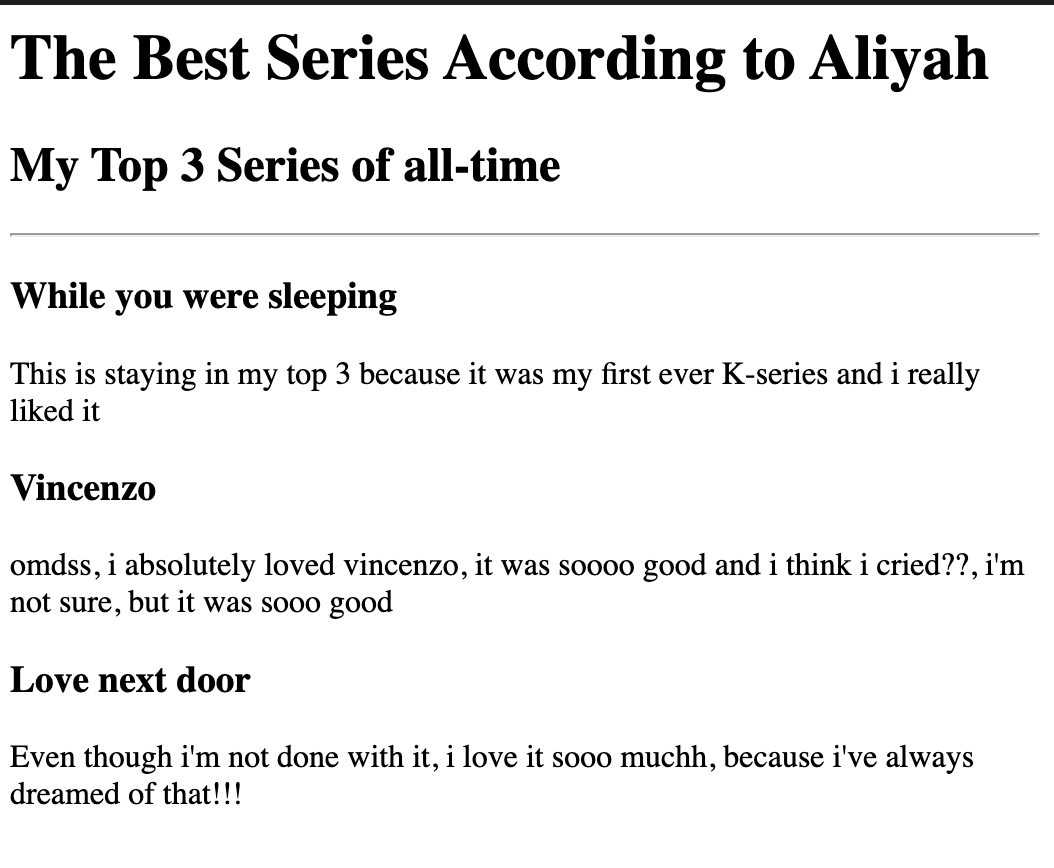 The Best Series According to Aliyah
My Top 3 Series of all-time
While you were sleeping
This is staying in my top 3 because it was my first ever K-series and i really
liked it
Vincenzo
omdss, i absolutely loved vincenzo, it was soooo good and i think i cried??, i'm
not sure, but it was sooo good
Love next door
Even though i'm not done with it, i love it sooo muchh, because i've always
dreamed of that!!!